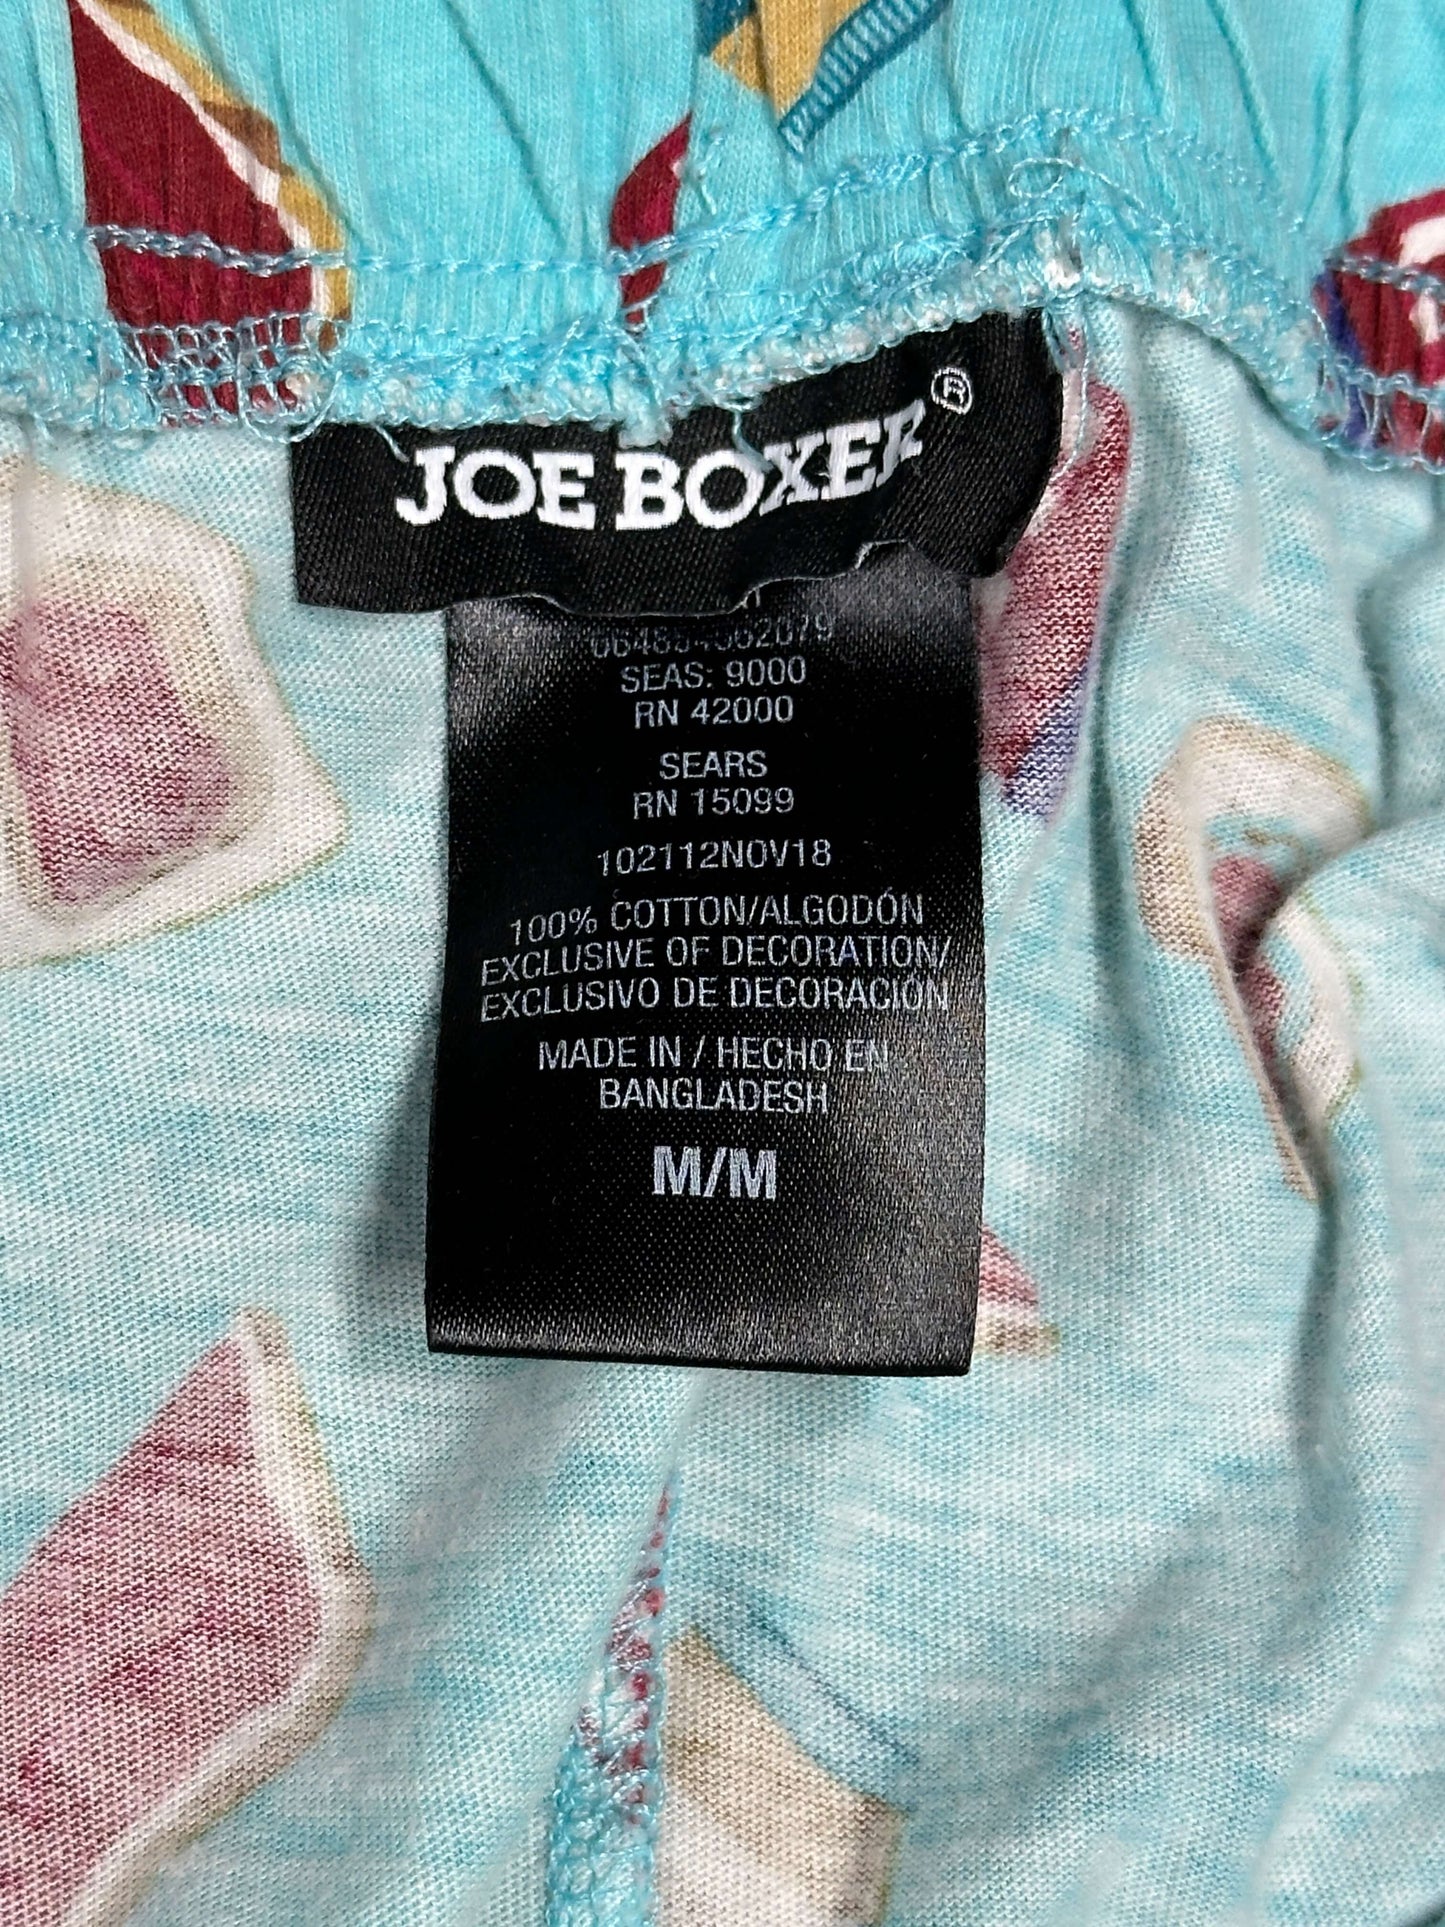 JOE BOXER®
SEAS: 9000
RN 42000
SEARS
RN 15099
102112NOV18
100% COTTON/ALGODÓN
EXCLUSIVE OF DECORATION/
EXCLUSIVO DE DECORACIÓN
MADE IN / HECHO EN
BANGLADESH
M/M